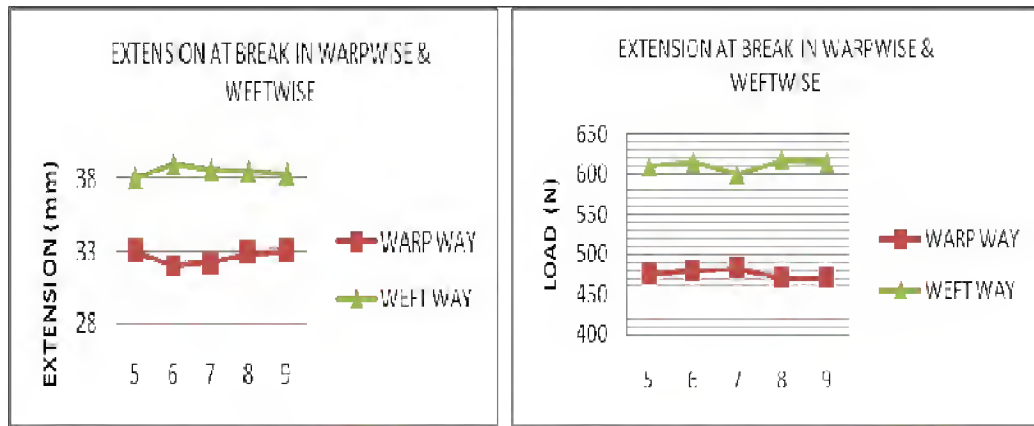 EXTENSION AT BREAK IN WARPWISE &
WEFTWISE
EXTENSION (mm)
38
33
28
5 6 7 8 9
WARP WAY
WEFT WAY
EXTENSION AT BREAK IN WARPWISE &
WEFTWISE
LOAD (N)
650
600
550
500
450
400
5 6 7 8 9
WARP WAY
WEFT WAY